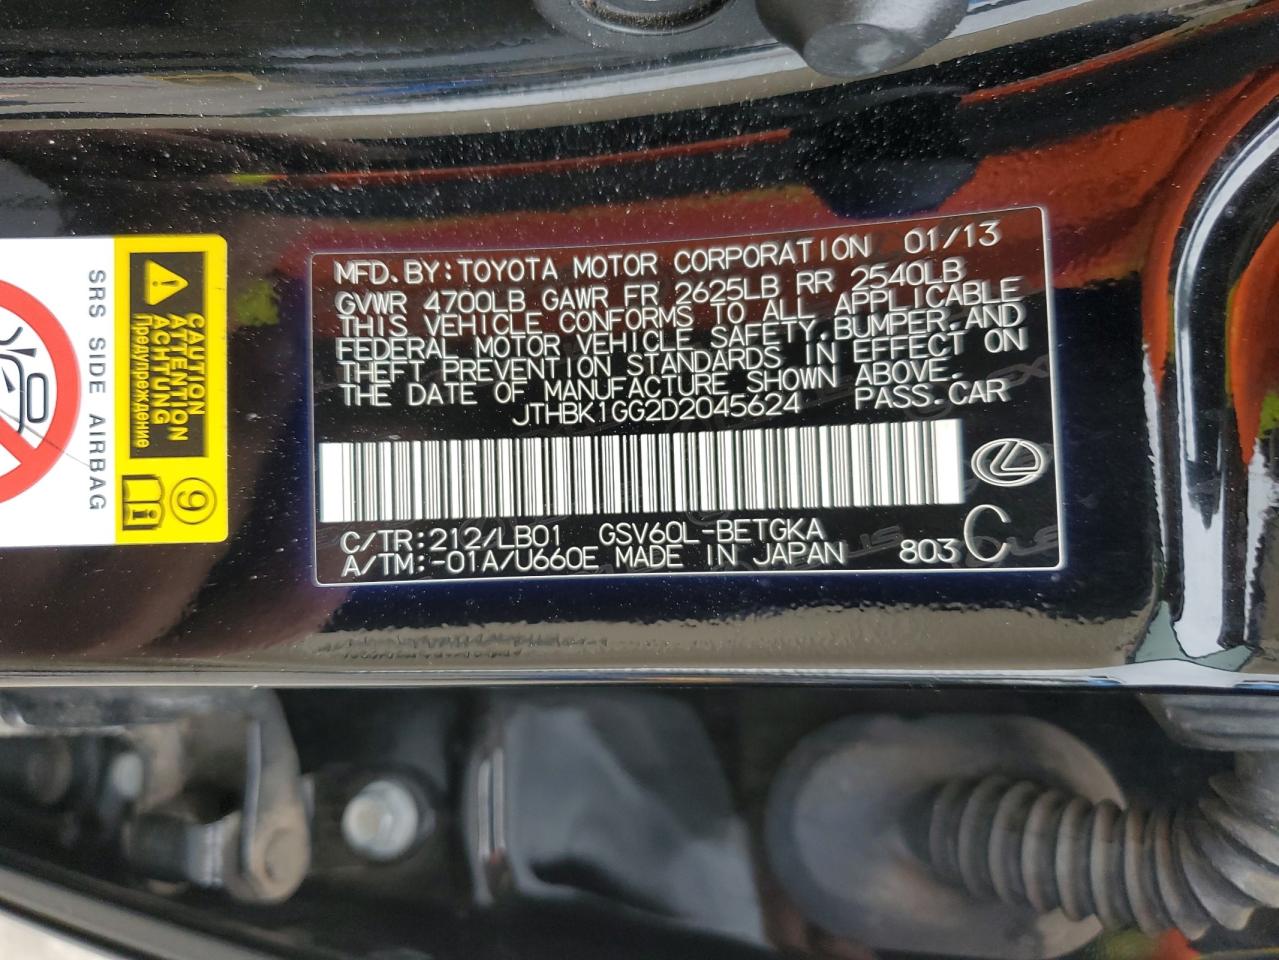 MFD.BY:TOYOTA MOTOR CORPORATION 01/13
GVWR 4700LB GAWR FR 2625LB RR 2540LB
THIS VEHICLE CONFORMS TO ALL APPLICABLE
FEDERAL MOTOR VEHICLE SAFETY,BUMPER,AND
THEFT PREVENTION STANDARDS IN EFFECT ON
THE DATE OF MANUFACTURE SHOWN ABOVE.
JTHBK1GG2D2045624 PASS.CAR
C/TR:212/LB01 GSV60L-BETGKA
A/TM:-01A/U660E MADE IN JAPAN 803 C
CAUTION
ATTENTION
ACHTUNG
Предупреждение
9
SRS SIDE AIRBAG